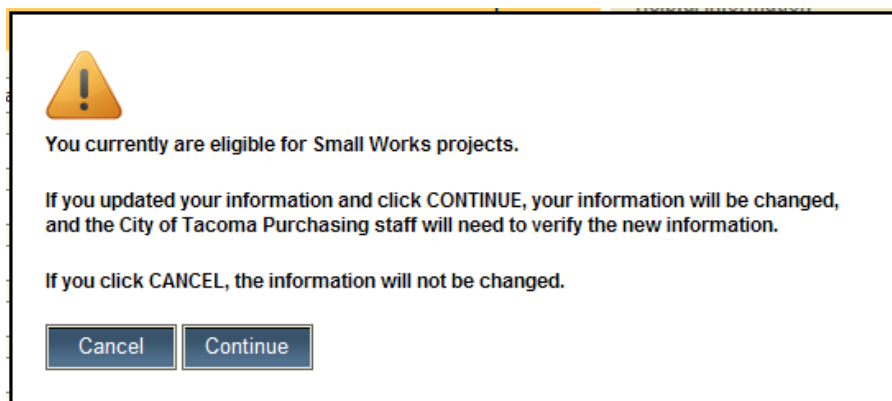 Helpful Information
You currently are eligible for Small Works projects.
If you updated your information and click CONTINUE, your information will be changed,
and the City of Tacoma Purchasing staff will need to verify the new information.
If you click CANCEL, the information will not be changed.
Cancel Continue